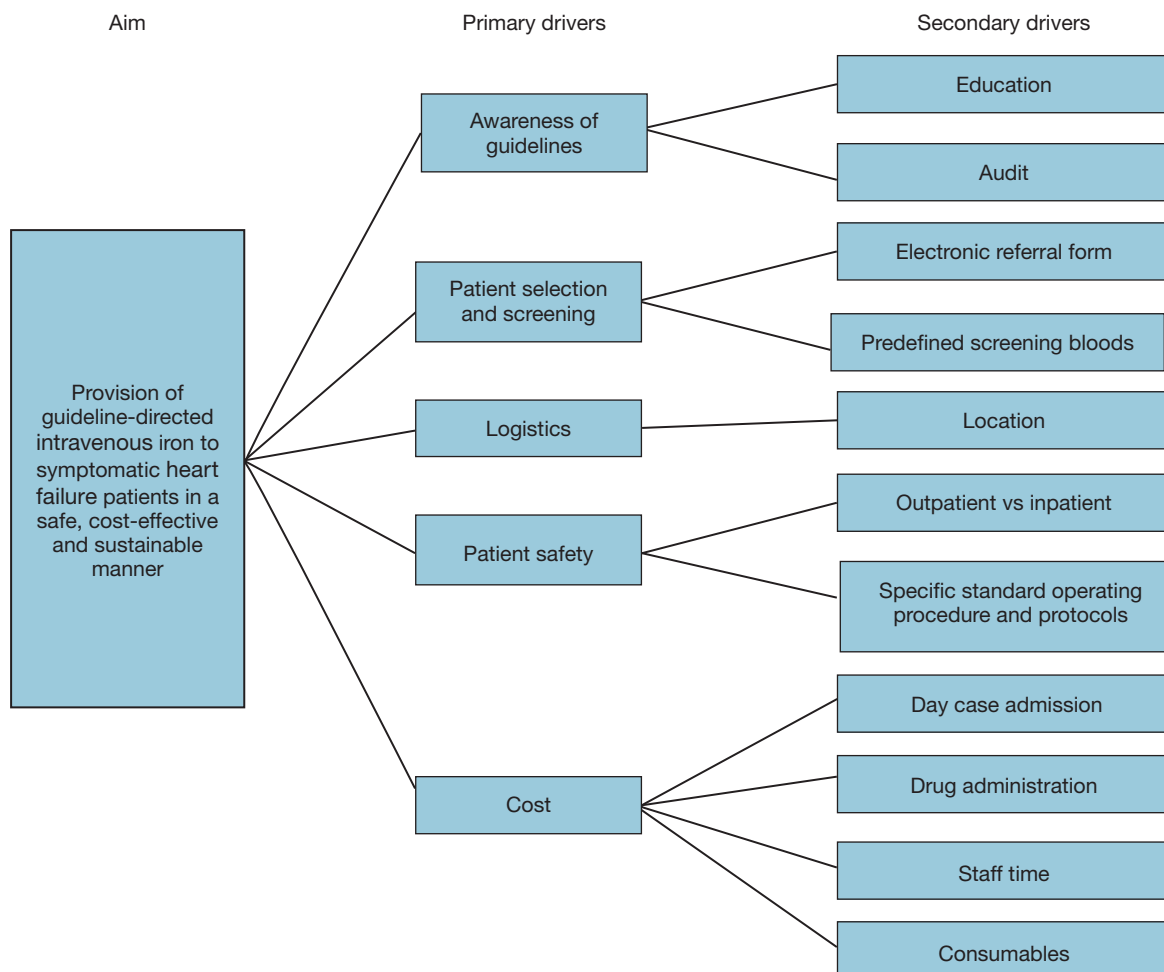 Aim
Primary drivers
Secondary drivers
Provision of
guideline-directed
intravenous iron to
symptomatic heart
failure patients in a
safe, cost-effective
and sustainable
manner
Awareness of
guidelines
Education
Audit
Patient selection
and screening
Electronic referral form
Predefined screening bloods
Logistics
Location
Patient safety
Outpatient vs inpatient
Specific standard operating
procedure and protocols
Cost
Day case admission
Drug administration
Staff time
Consumables